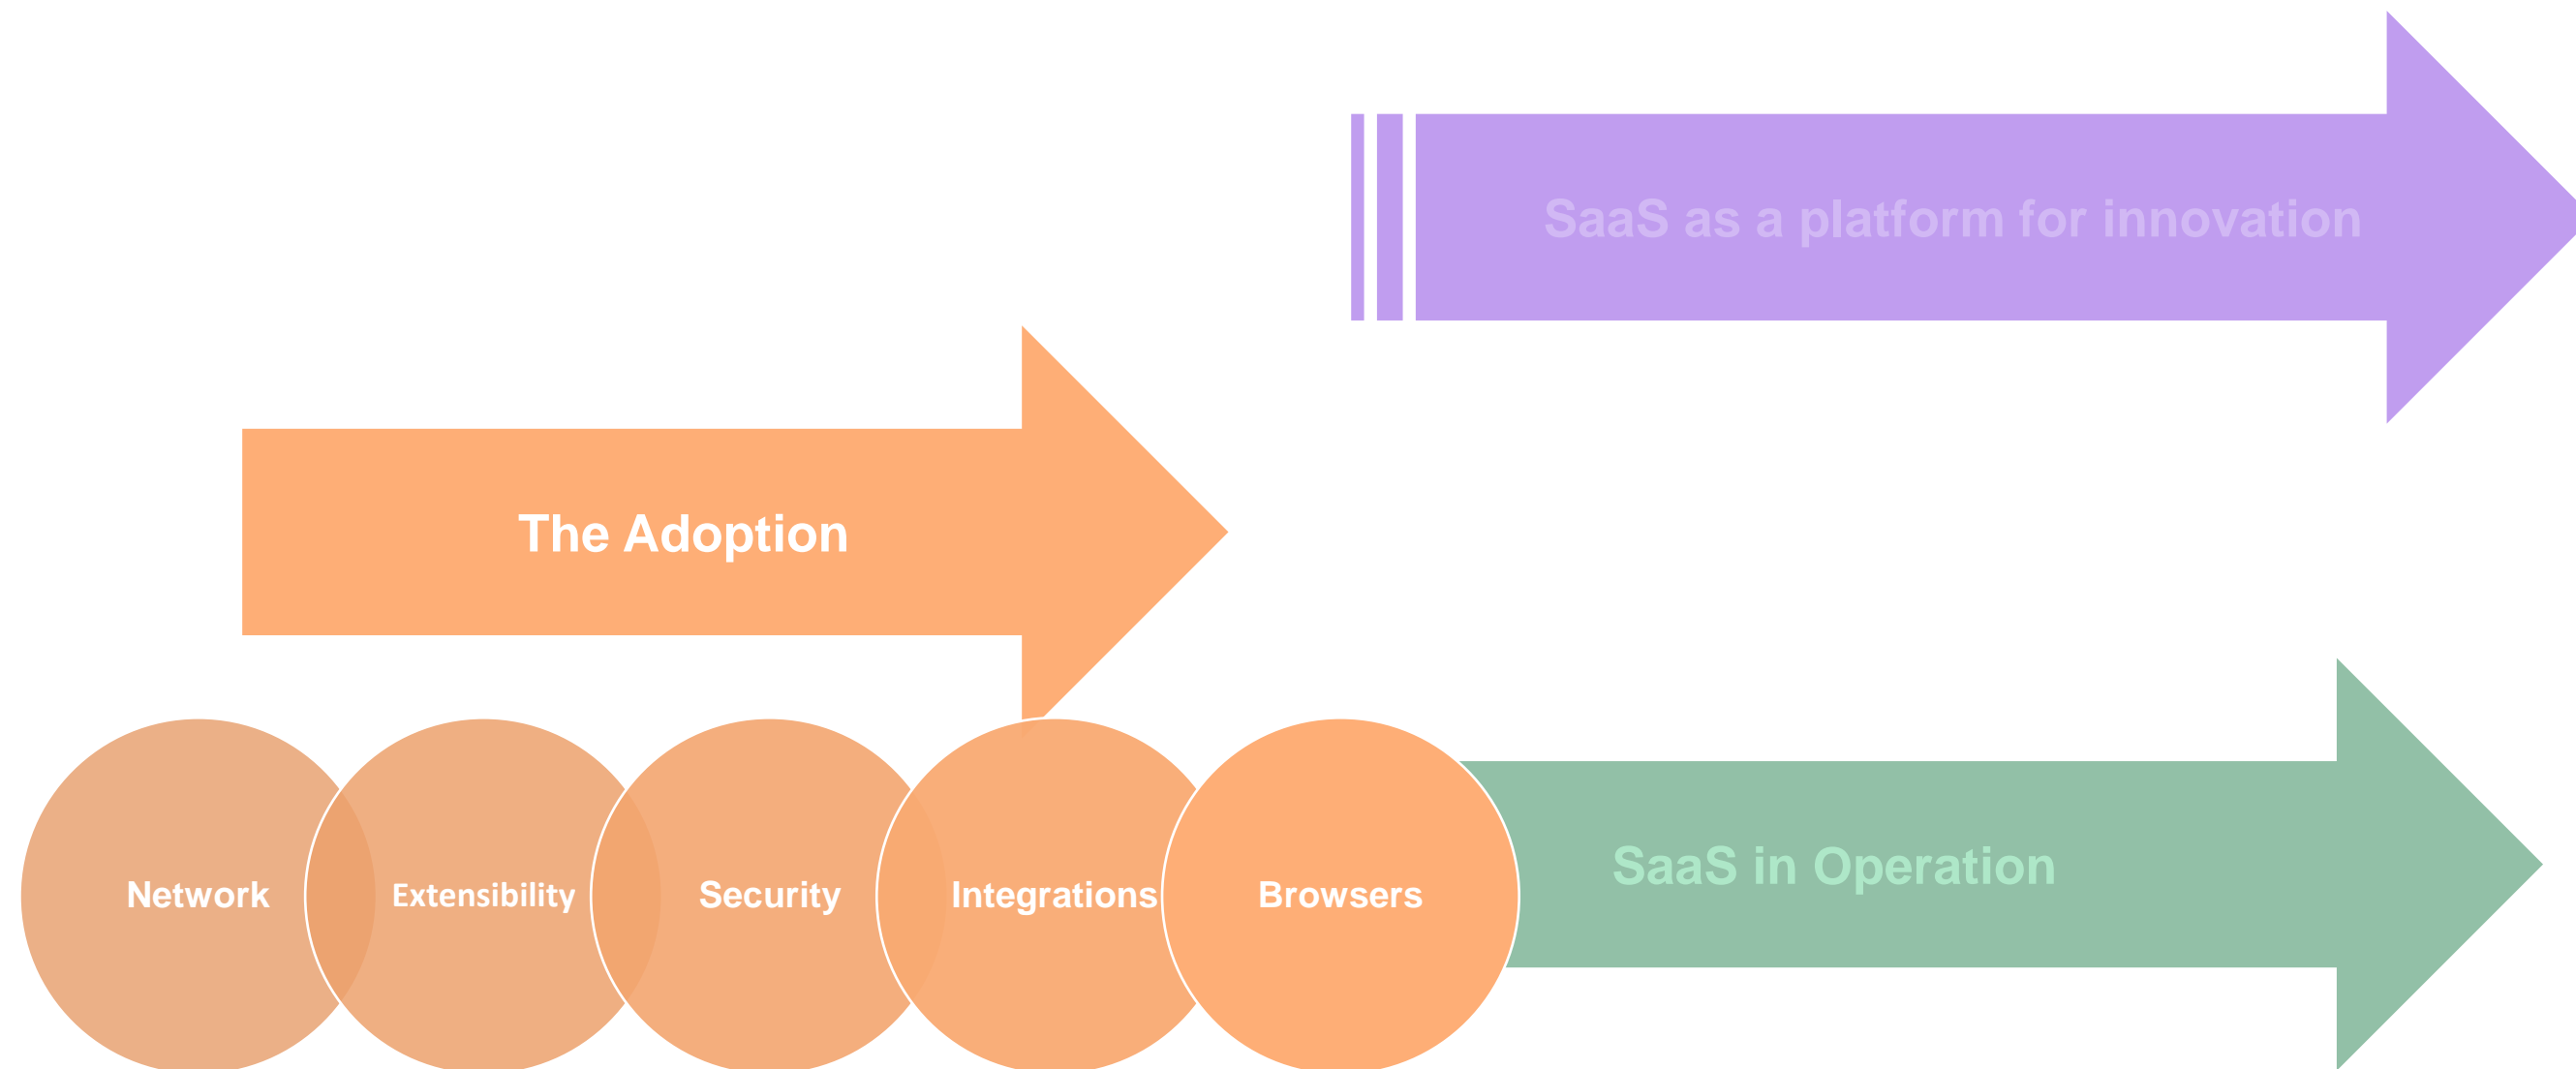 SaaS as a platform for innovation
The Adoption
SaaS in Operation
Network
Extensibility
Security
Integrations
Browsers